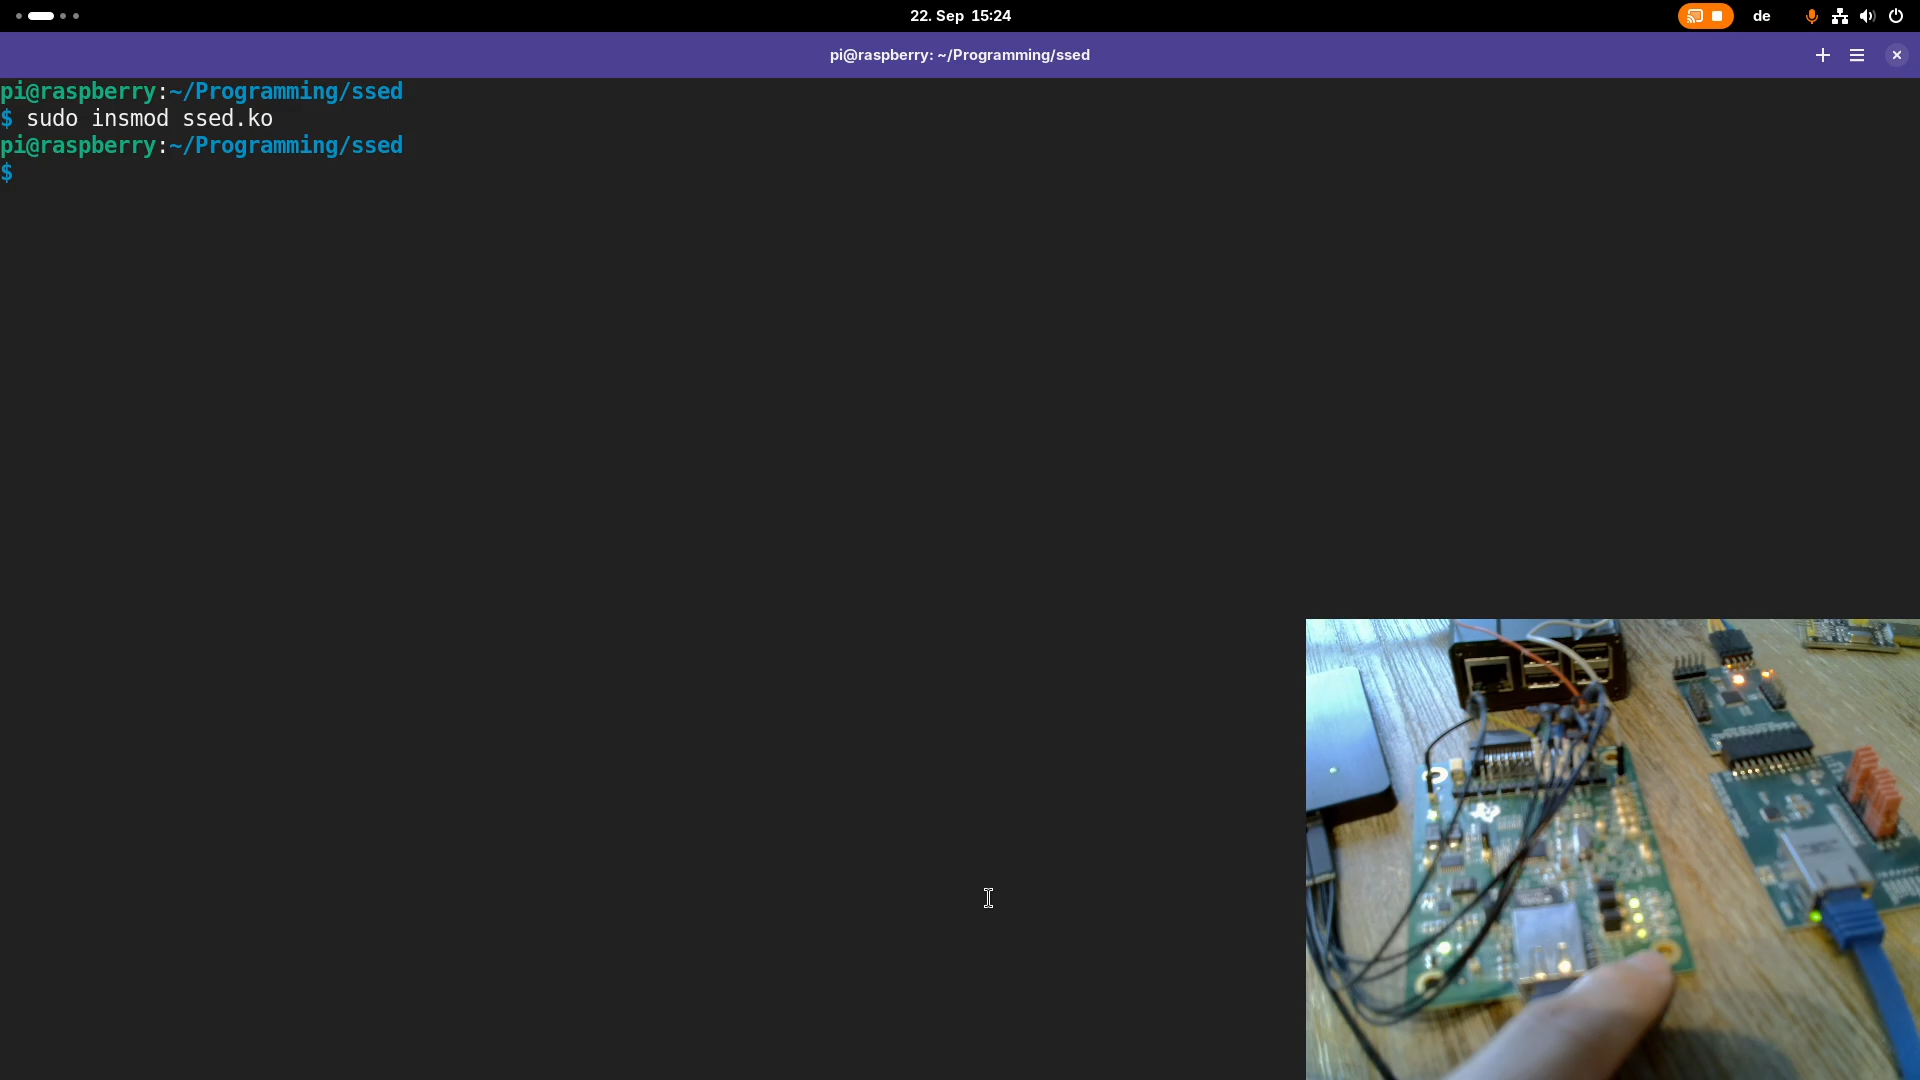 22. Sep 15:24
de
pi@raspberry: ~/Programming/ssed
pi@raspberry:~/Programming/ssed
$ sudo insmod ssed.ko
pi@raspberry:~/Programming/ssed
$